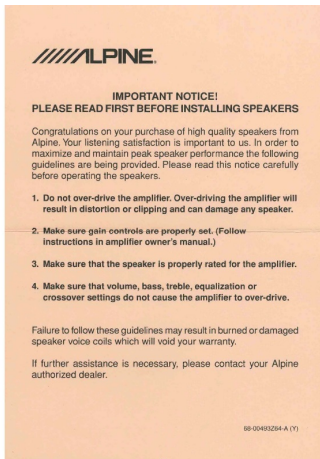 ALPINE
IMPORTANT NOTICE!
PLEASE READ FIRST BEFORE INSTALLING SPEAKERS
Congratulations on your purchase of high quality speakers from
Alpine. Your listening satisfaction is important to us. In order to
maximize and maintain peak speaker performance the following
guidelines are being provided. Please read this notice carefully
before operating the speakers.
1. Do not over-drive the amplifier. Over-driving the amplifier will
result in distortion or clipping and can damage any speaker.
2. Make sure gain controls are properly set. (Follow
instructions in amplifier owner's manual.)
3. Make sure that the speaker is properly rated for the amplifier.
4. Make sure that volume, bass, treble, equalization or
crossover settings do not cause the amplifier to over-drive.
Failure to follow these guidelines may result in burned or damaged
speaker voice coils which will void your warranty.
If further assistance is necessary, please contact your Alpine
authorized dealer.
68-00493Z84-A (Y)